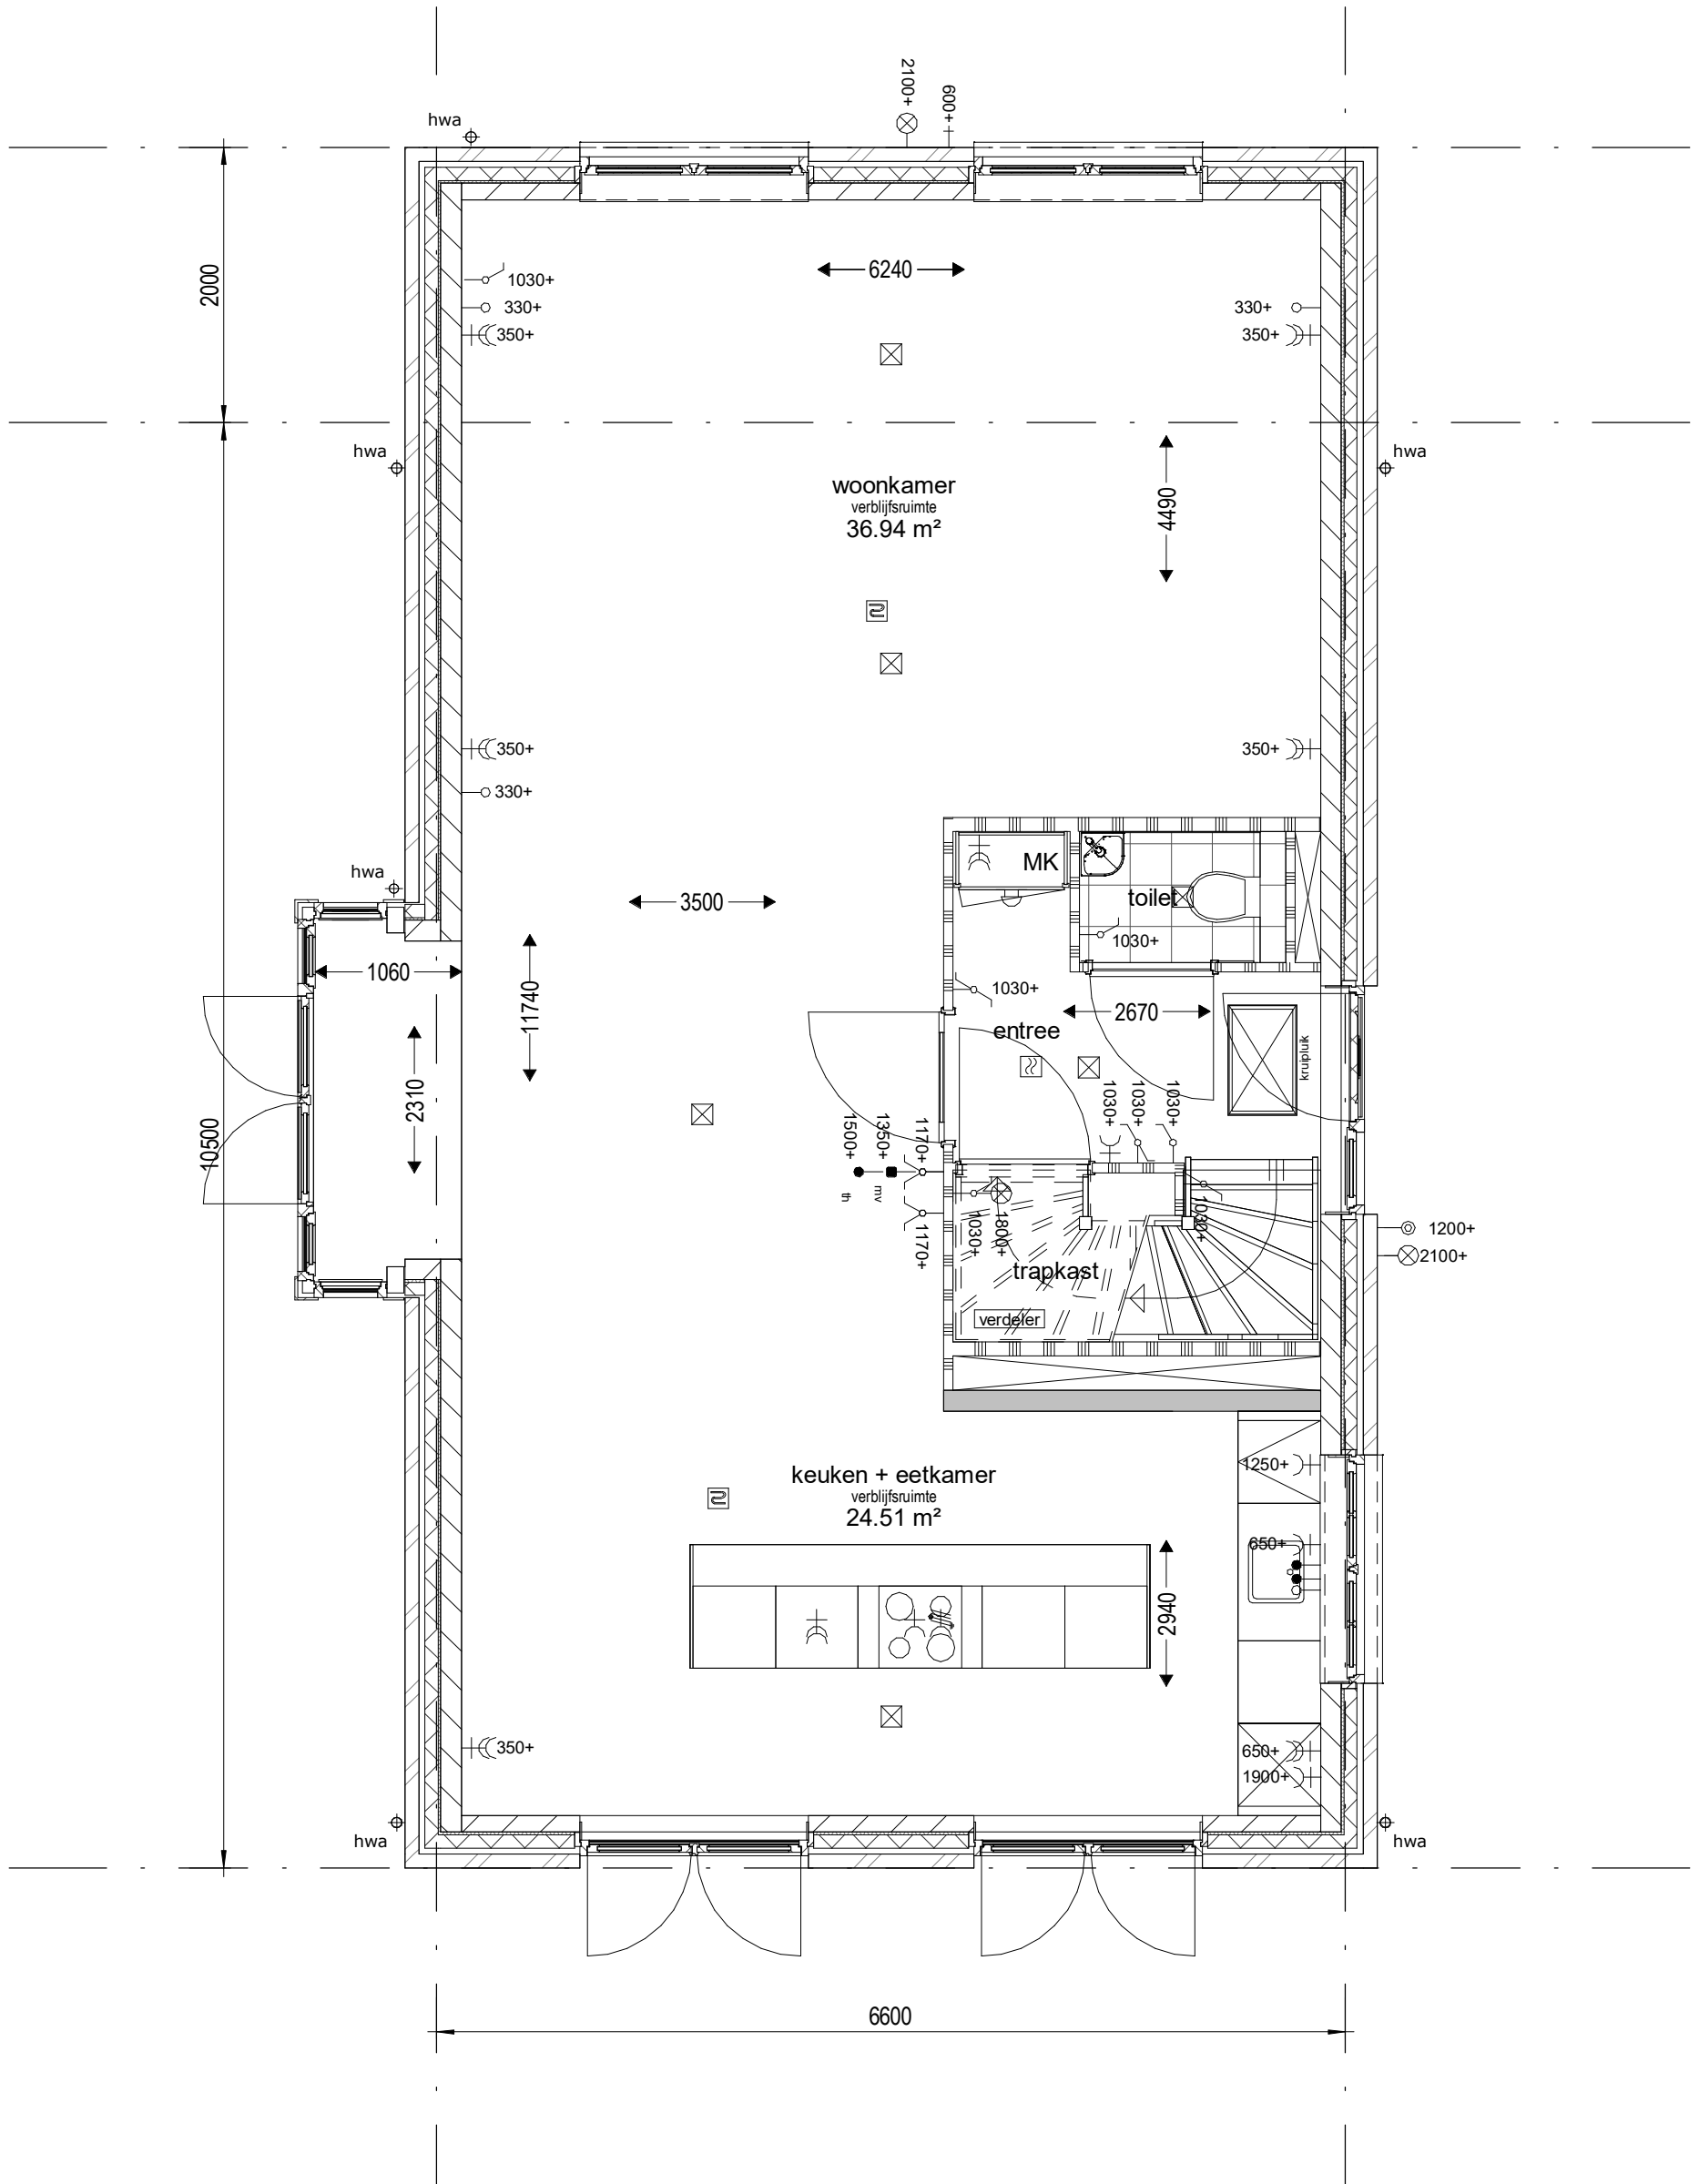 2100+
600+
hwa
2000
6240
1030+
330+
350+
330+
350+
hwa
hwa
woonkamer
verblijfsruimte
36.94 m²
4490
350+
350+
330+
MK
hwa
toilet
3500
1030+
1060
1030+
11740
2670
entree
kruipluik
2310
10500
1030+
1030+
1030+
1500+
1350+
1170+
th
mv
1170+
1030+
1800+
1030+
1200+
2100+
trapkast
verdeler
1250+
keuken + eetkamer
verblijfsruimte
24.51 m²
650+
2940
350+
650+
1900+
hwa
hwa
6600